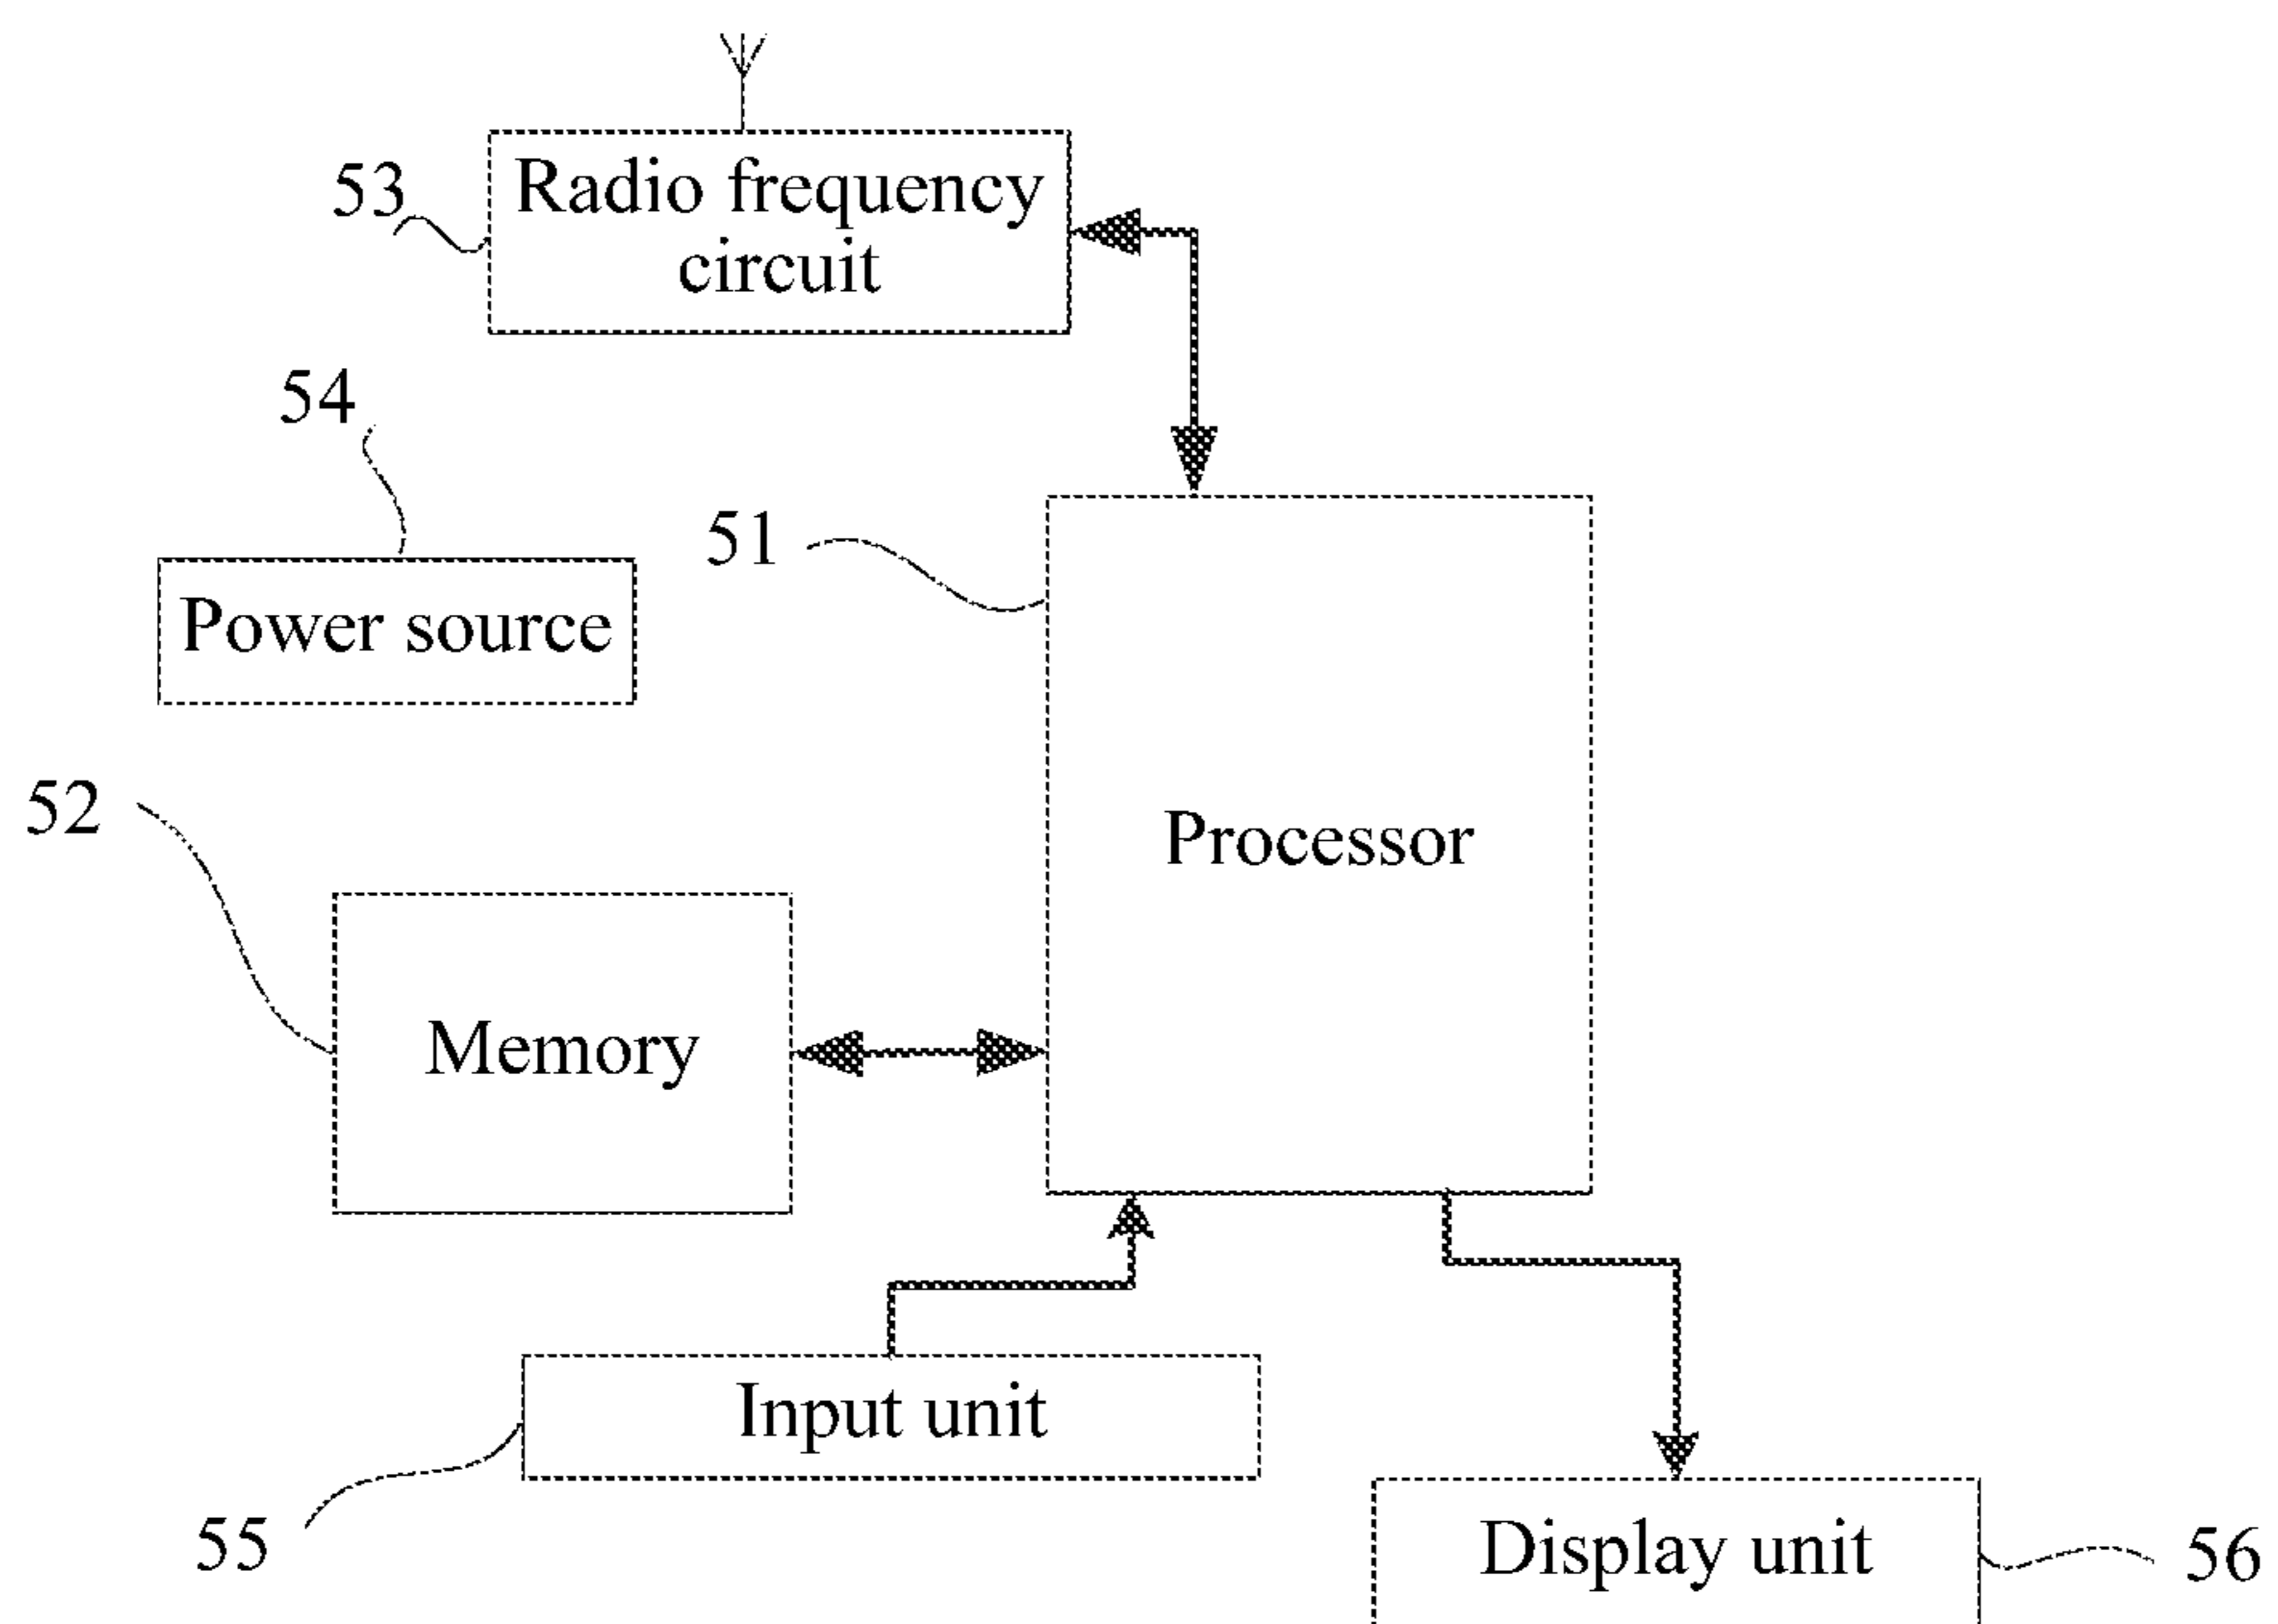 53
Radio frequency
circuit
54
51
Power source
52
Processor
Memory
Input unit
55
Display unit
56